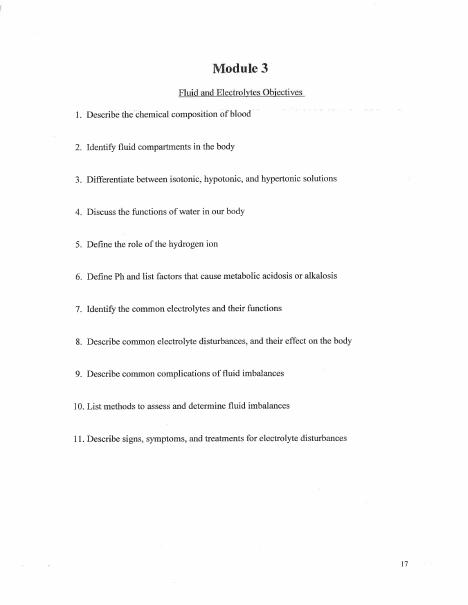 Module 3
Fluid and Electrolytes Objectives
1. Describe the chemical composition of blood
2. Identify fluid compartments in the body
3. Differentiate between isotonic, hypotonic, and hypertonic solutions
4. Discuss the functions of water in our body
5. Define the role of the hydrogen ion
6. Define Ph and list factors that cause metabolic acidosis or alkalosis
7. Identify the common electrolytes and their functions
8. Describe common electrolyte disturbances, and their effect on the body
9. Describe common complications of fluid imbalances
10. List methods to assess and determine fluid imbalances
11. Describe signs, symptoms, and treatments for electrolyte disturbances
17